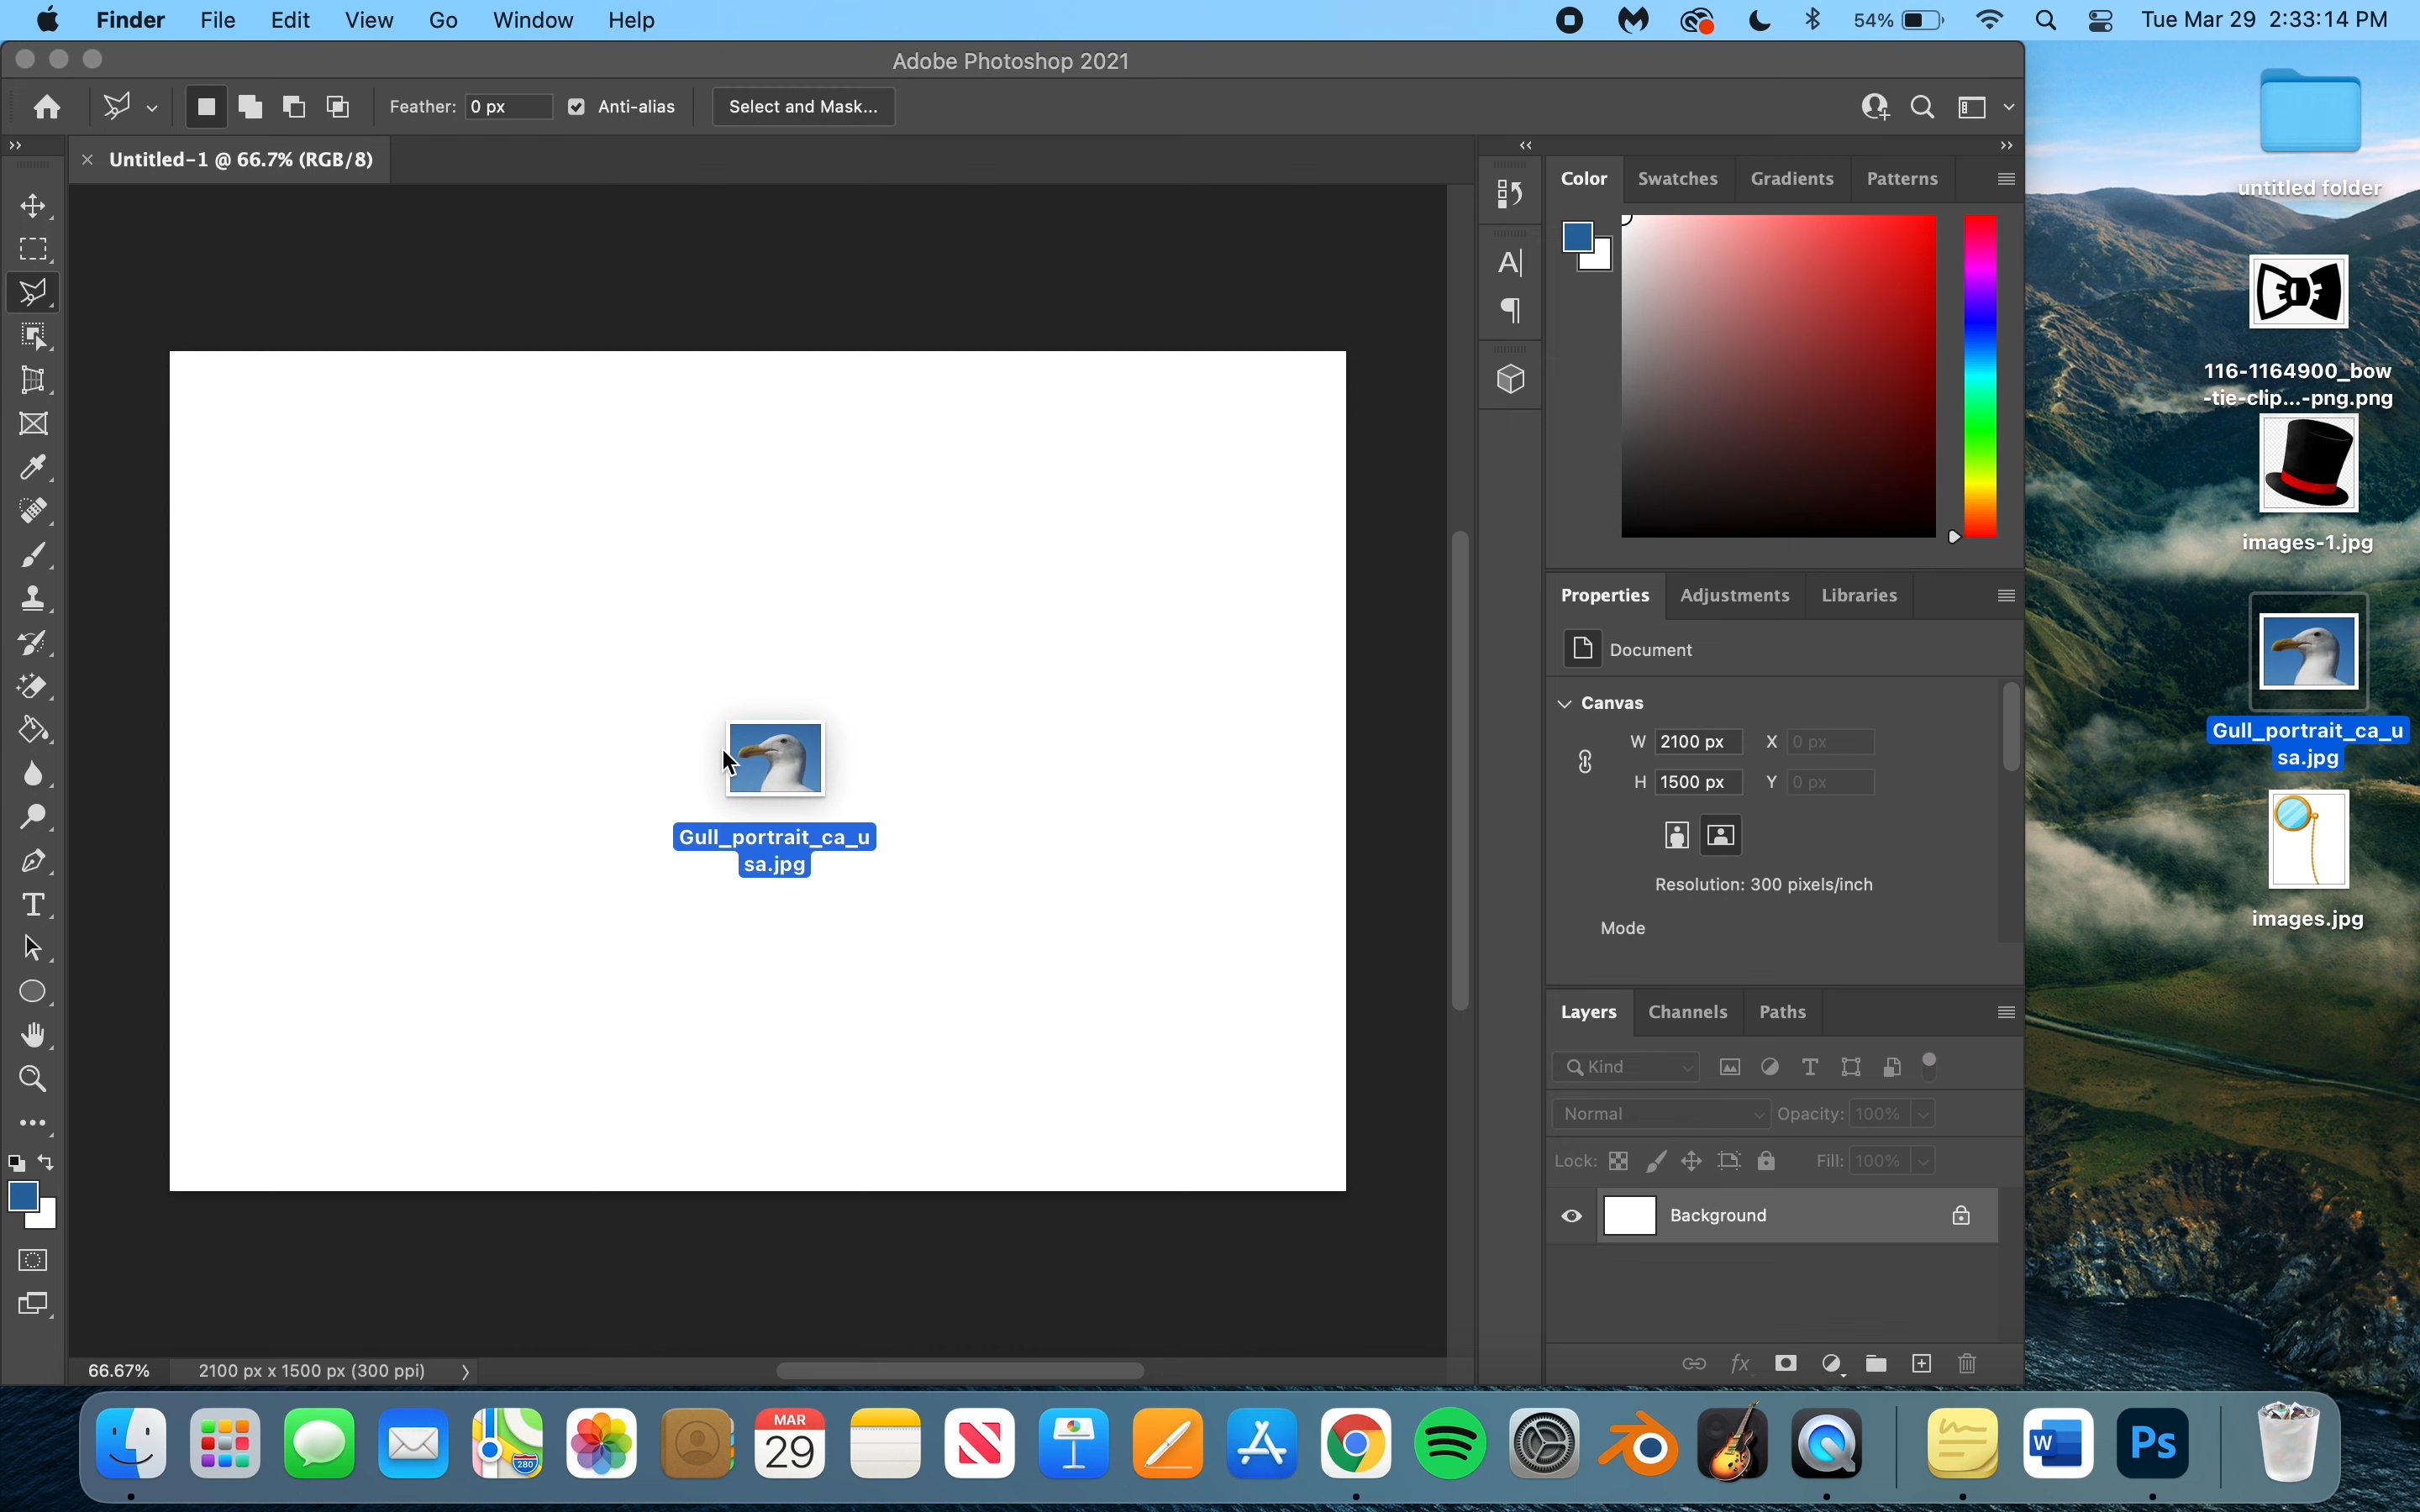 Finder File Edit View Go Window Help 54% Tue Mar 29 2:33:14 PM
Adobe Photoshop 2021
Feather: 0 px Anti-alias Select and Mask...
× Untitled-1 @ 66.7% (RGB/8)
Color Swatches Gradients Patterns
untitled folder
116-1164900_bow
-tie-clip...-png.png
images-1.jpg
Properties Adjustments Libraries
Document
Canvas
W 2100 px X 0 px
H 1500 px Y 0 px
Resolution: 300 pixels/inch
Mode
Gull_portrait_ca_u
sa.jpg
Gull_portrait_ca_u
sa.jpg
images.jpg
Layers Channels Paths
Kind
Normal Opacity: 100%
Lock: Fill: 100%
Background
fx
66.67% 2100 px x 1500 px (300 ppi)
280
MAR
29
W
Ps